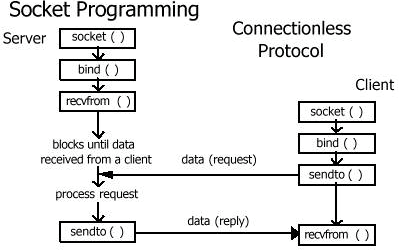 Socket Programming
Connectionless
Protocol
Server
socket ( )
bind ( )
recvfrom ( )
blocks until data
received from a client
process request
sendto ( )
data (request)
data (reply)
Client
socket ( )
bind ( )
sendto ( )
recvfrom ( )